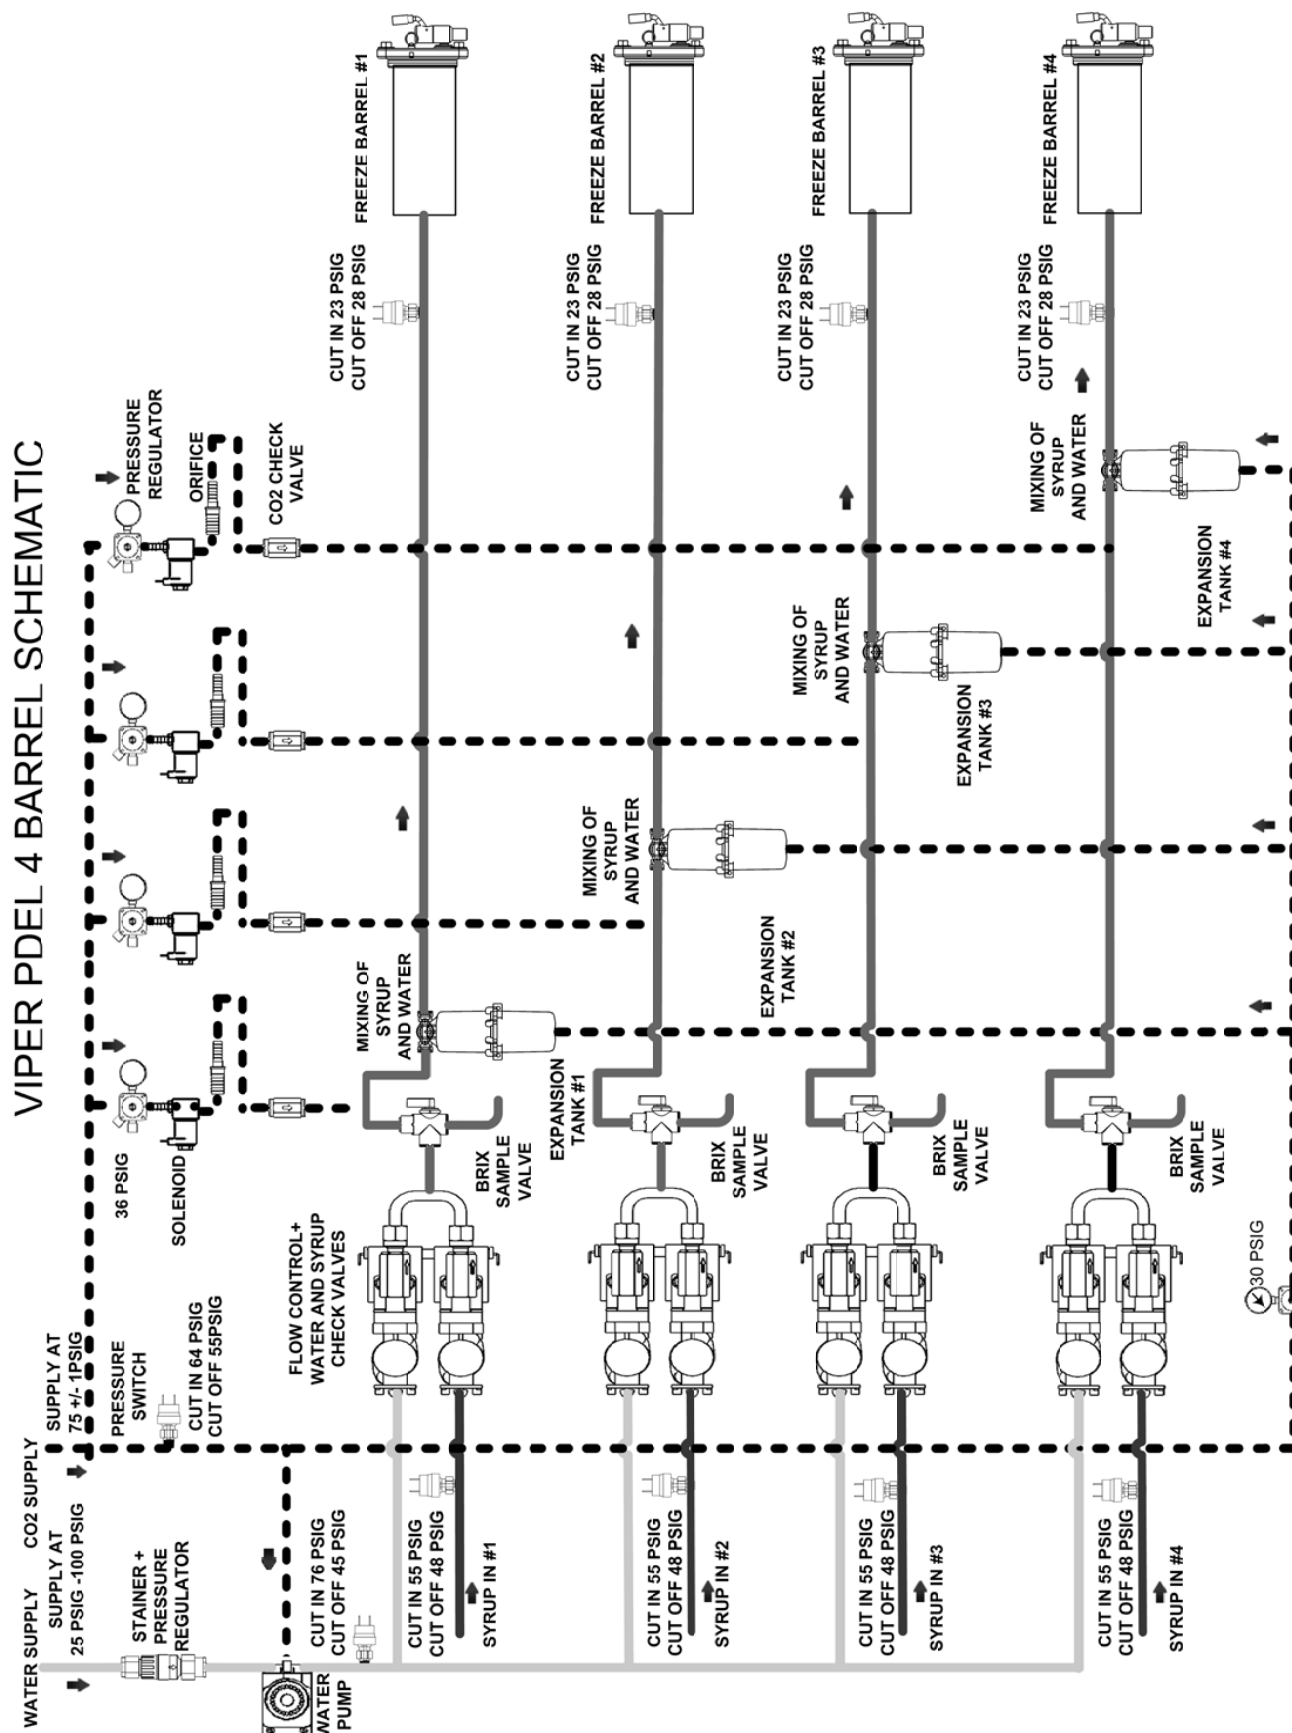 VIPER PDEL 4 BARREL SCHEMATIC
WATER SUPPLY
SUPPLY AT
25 PSIG -100 PSIG
STAINER +
PRESSURE
REGULATOR
WATER
PUMP
CUT IN 76 PSIG
CUT OFF 45 PSIG
CO2 SUPPLY
SUPPLY AT
75 +/- 1PSIG
PRESSURE
SWITCH
CUT IN 64 PSIG
CUT OFF 55PSIG
36 PSIG
SOLENOID
PRESSURE
REGULATOR
ORIFICE
CO2 CHECK
VALVE
CUT IN 55 PSIG
CUT OFF 48 PSIG
SYRUP IN #1
FLOW CONTROL+
WATER AND SYRUP
CHECK VALVES
BRIX
SAMPLE
VALVE
MIXING OF
SYRUP
AND WATER
EXPANSION
TANK #1
CUT IN 23 PSIG
CUT OFF 28 PSIG
FREEZE BARREL #1
CUT IN 55 PSIG
CUT OFF 48 PSIG
SYRUP IN #2
BRIX
SAMPLE
VALVE
MIXING OF
SYRUP
AND WATER
EXPANSION
TANK #2
CUT IN 23 PSIG
CUT OFF 28 PSIG
FREEZE BARREL #2
CUT IN 55 PSIG
CUT OFF 48 PSIG
SYRUP IN #3
BRIX
SAMPLE
VALVE
MIXING OF
SYRUP
AND WATER
EXPANSION
TANK #3
CUT IN 23 PSIG
CUT OFF 28 PSIG
FREEZE BARREL #3
CUT IN 55 PSIG
CUT OFF 48 PSIG
SYRUP IN #4
BRIX
SAMPLE
VALVE
MIXING OF
SYRUP
AND WATER
EXPANSION
TANK #4
CUT IN 23 PSIG
CUT OFF 28 PSIG
FREEZE BARREL #4
30 PSIG